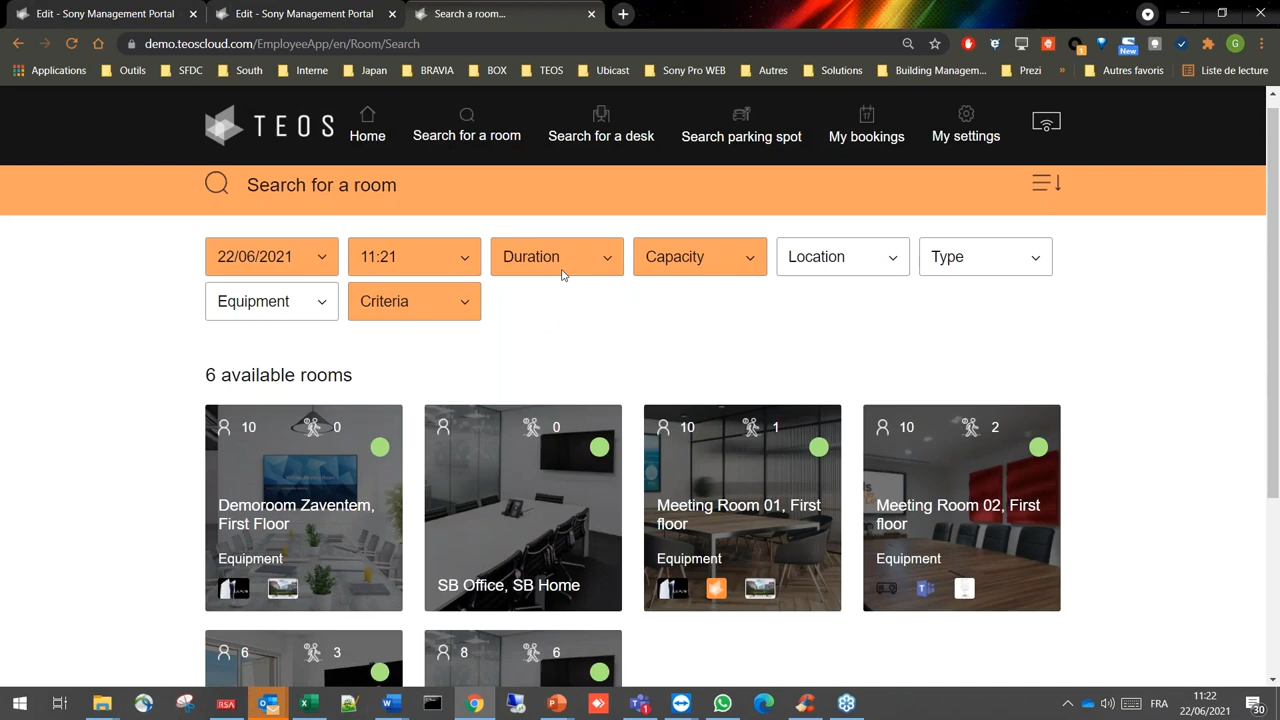 Edit - Sony Management Portal
Edit - Sony Management Portal
Search a room...
demo.teoscloud.com/EmployeeApp/en/Room/Search
Applications
Outils
SFDC
South
Interne
Japan
BRAVIA
BOX
TEOS
Ubicast
Sony Pro WEB
Autres
Solutions
Building Managem...
Prezi
»
Autres favoris
Liste de lecture
1
New
G
TEOS
Home
Search for a room
Search for a desk
Search parking spot
My bookings
My settings
17
Search for a room
22/06/2021
11:21
Duration
Capacity
Location
Type
Equipment
Criteria
6 available rooms
10
0
Demoroom Zaventem,
First Floor
Equipment
0
SB Office, SB Home
10
1
Meeting Room 01, First
floor
Equipment
10
2
Meeting Room 02, First
floor
Equipment
6
3
8
6
RSA
FRA
11:22
22/06/2021
30